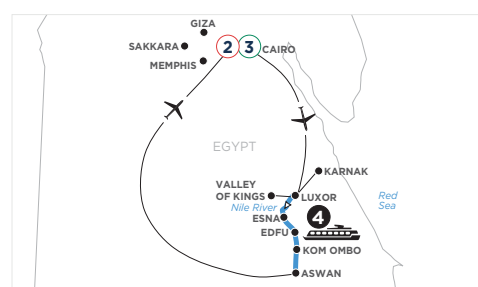 GIZA
SAKKARA
2 3 CAIRO
MEMPHIS
EGYPT
KARNAK
VALLEY
OF KINGS
LUXOR
Red
Sea
Nile River
ESNA
4
EDFU
KOM OMBO
ASWAN